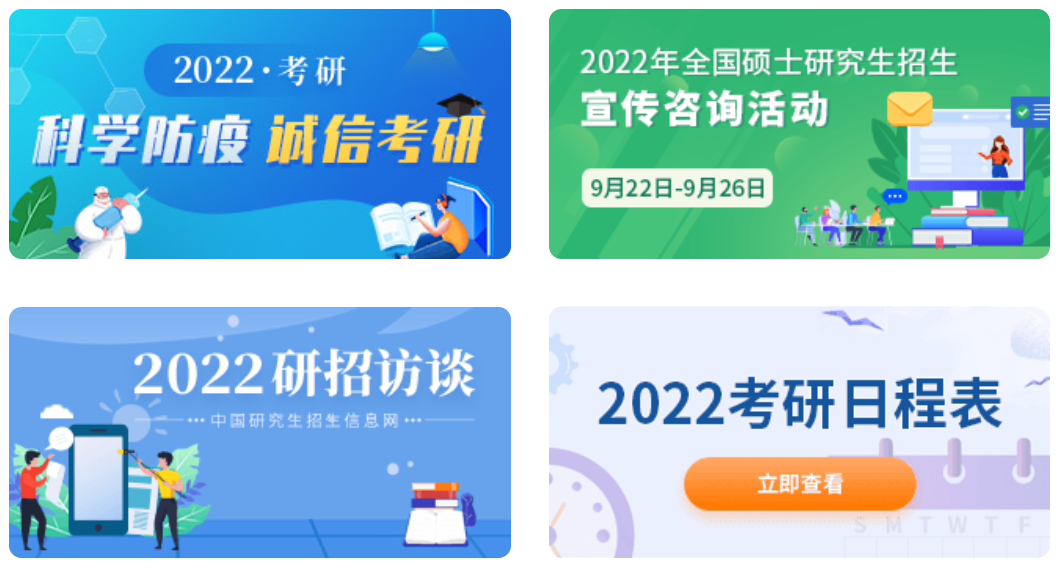 2022·考研
科学防疫 诚信考研
2022年全国硕士研究生招生
宣传咨询活动
9月22日-9月26日
2022研招访谈
中国研究生招生信息网
2022考研日程表
立即查看
S M T W T F